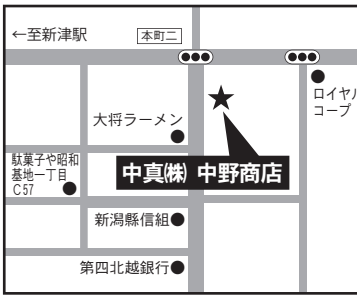 ←至新津駅
本町二
ロイヤル
コープ
大将ラーメン
駄菓子や昭和
基地一丁目
C57
中真㈱ 中野商店
新潟縣信組
第四北越銀行